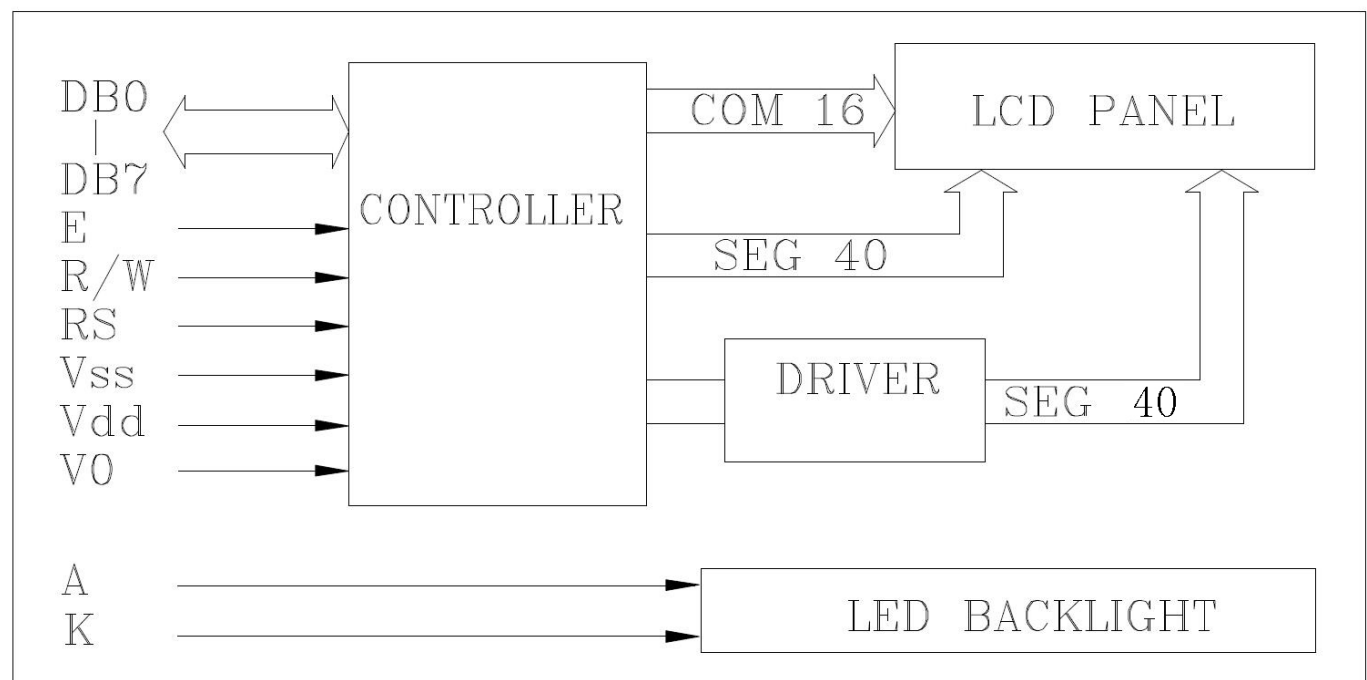 DB0
|
DB7
E
R/W
RS
Vss
Vdd
V0
A
K
CONTROLLER
COM 16
SEG 40
DRIVER
SEG 40
LCD PANEL
LED BACKLIGHT